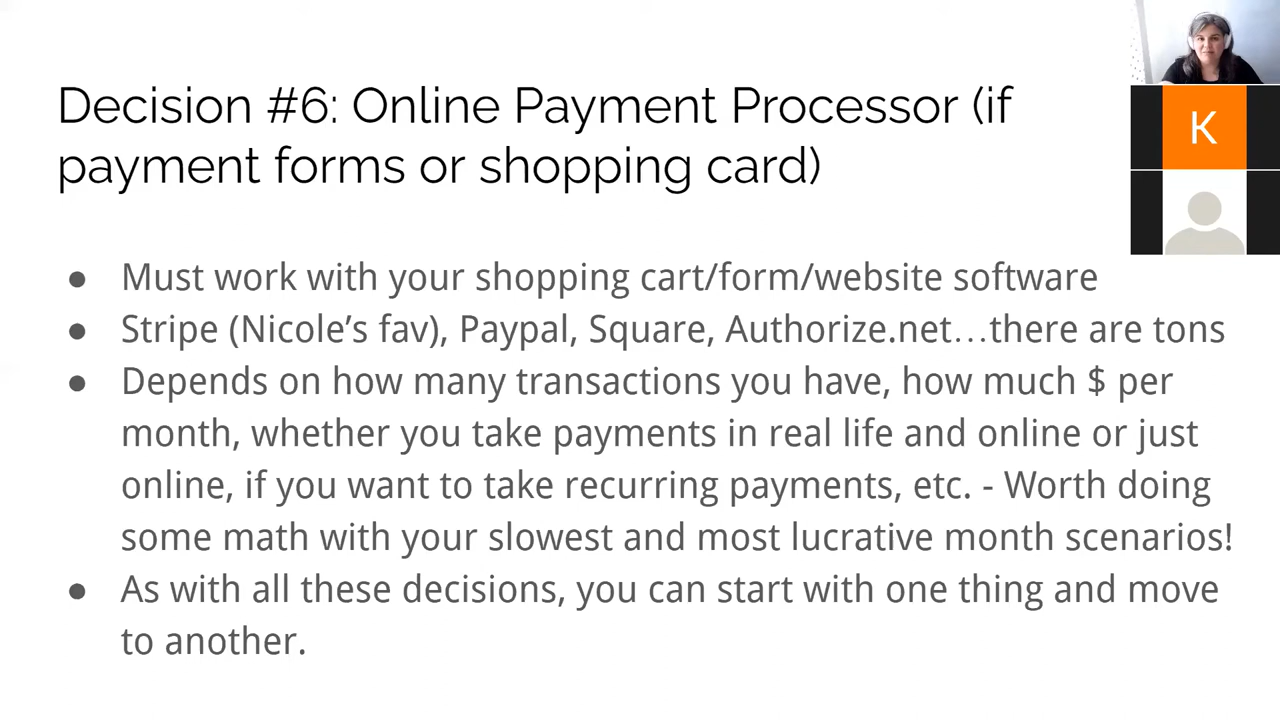 Decision #6: Online Payment Processor (if
payment forms or shopping card)
● Must work with your shopping cart/form/website software
● Stripe (Nicole's fav), Paypal, Square, Authorize.net…there are tons
● Depends on how many transactions you have, how much $ per
month, whether you take payments in real life and online or just
online, if you want to take recurring payments, etc. - Worth doing
some math with your slowest and most lucrative month scenarios!
● As with all these decisions, you can start with one thing and move
to another.
K